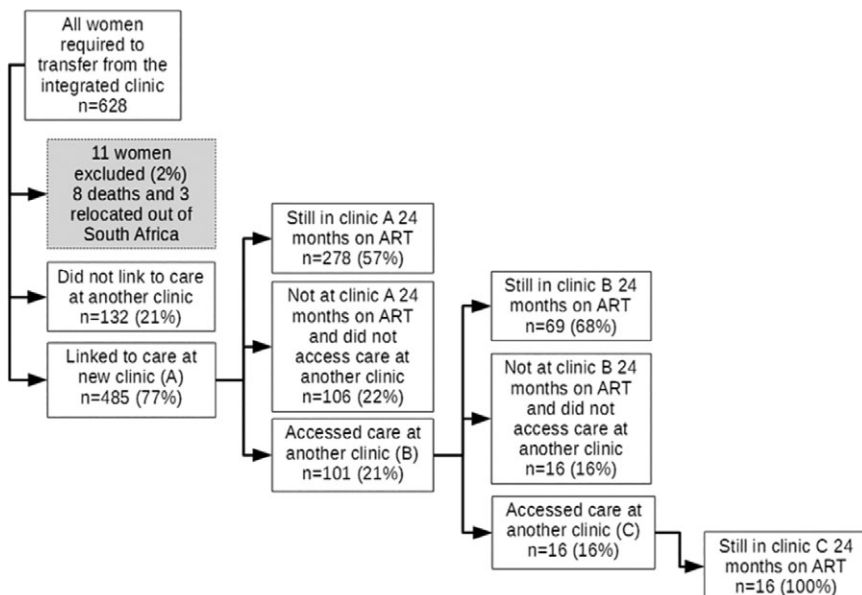 All women
required to
transfer from the
integrated clinic
n=628
11 women
excluded (2%)
8 deaths and 3
relocated out of
South Africa
Did not link to care
at another clinic
n=132 (21%)
Linked to care at
new clinic (A)
n=485 (77%)
Still in clinic A 24
months on ART
n=278 (57%)
Not at clinic A 24
months on ART
and did not
access care at
another clinic
n=106 (22%)
Accessed care at
another clinic (B)
n=101 (21%)
Still in clinic B 24
months on ART
n=69 (68%)
Not at clinic B 24
months on ART
and did not
access care at
another clinic
n=16 (16%)
Accessed care at
another clinic (C)
n=16 (16%)
Still in clinic C 24
months on ART
n=16 (100%)